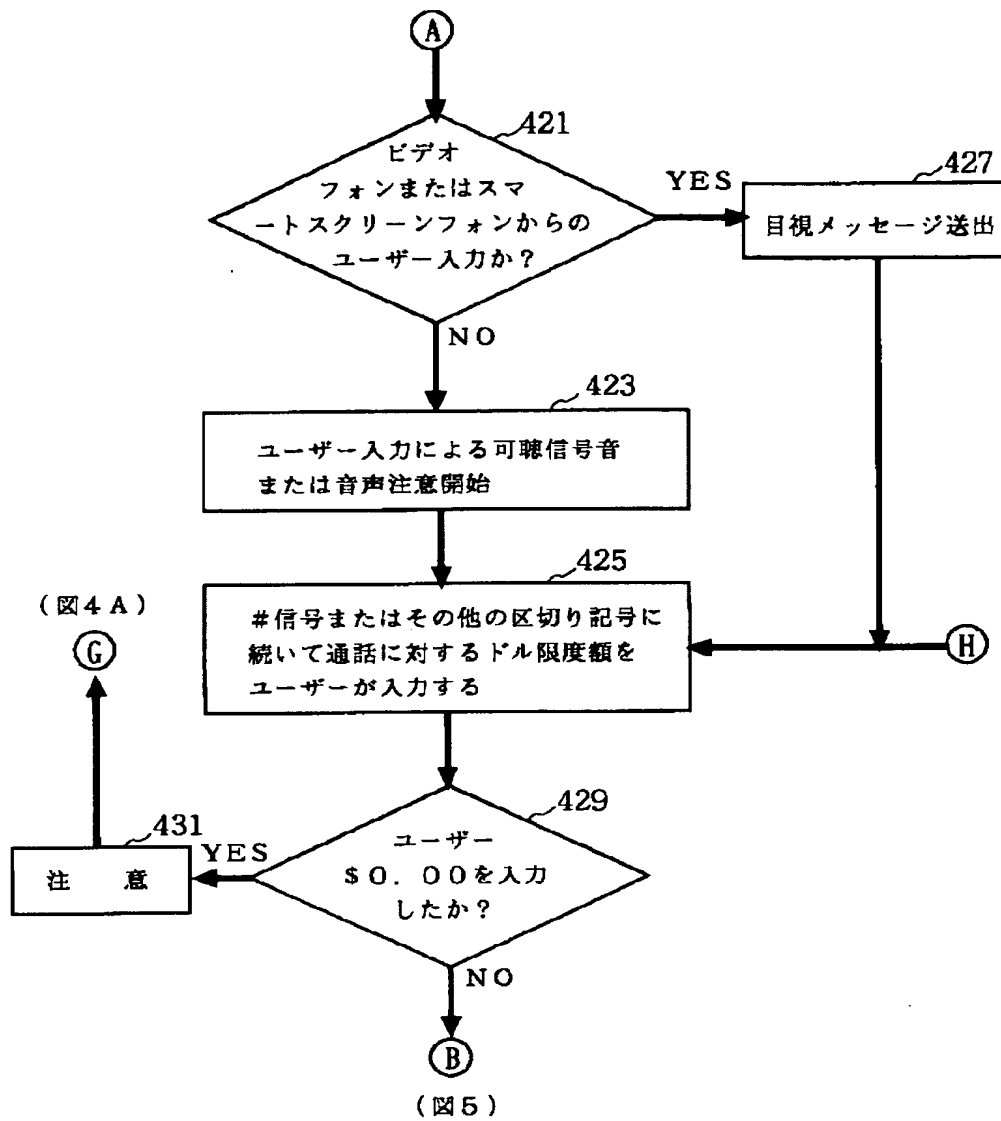 A
421
ビデオ
フォンまたはスマ
ートスクリーンフォンからの
ユーザー入力か？
YES
427
目視メッセージ送出
NO
423
ユーザー入力による可聴信号音
または音声注意開始
425
＃信号またはその他の区切り記号に
続いて通話に対するドル限度額を
ユーザーが入力する
H
（図４A）
G
429
ユーザー
＄０．００を入力
したか？
YES
431
注　意
NO
B
（図５）